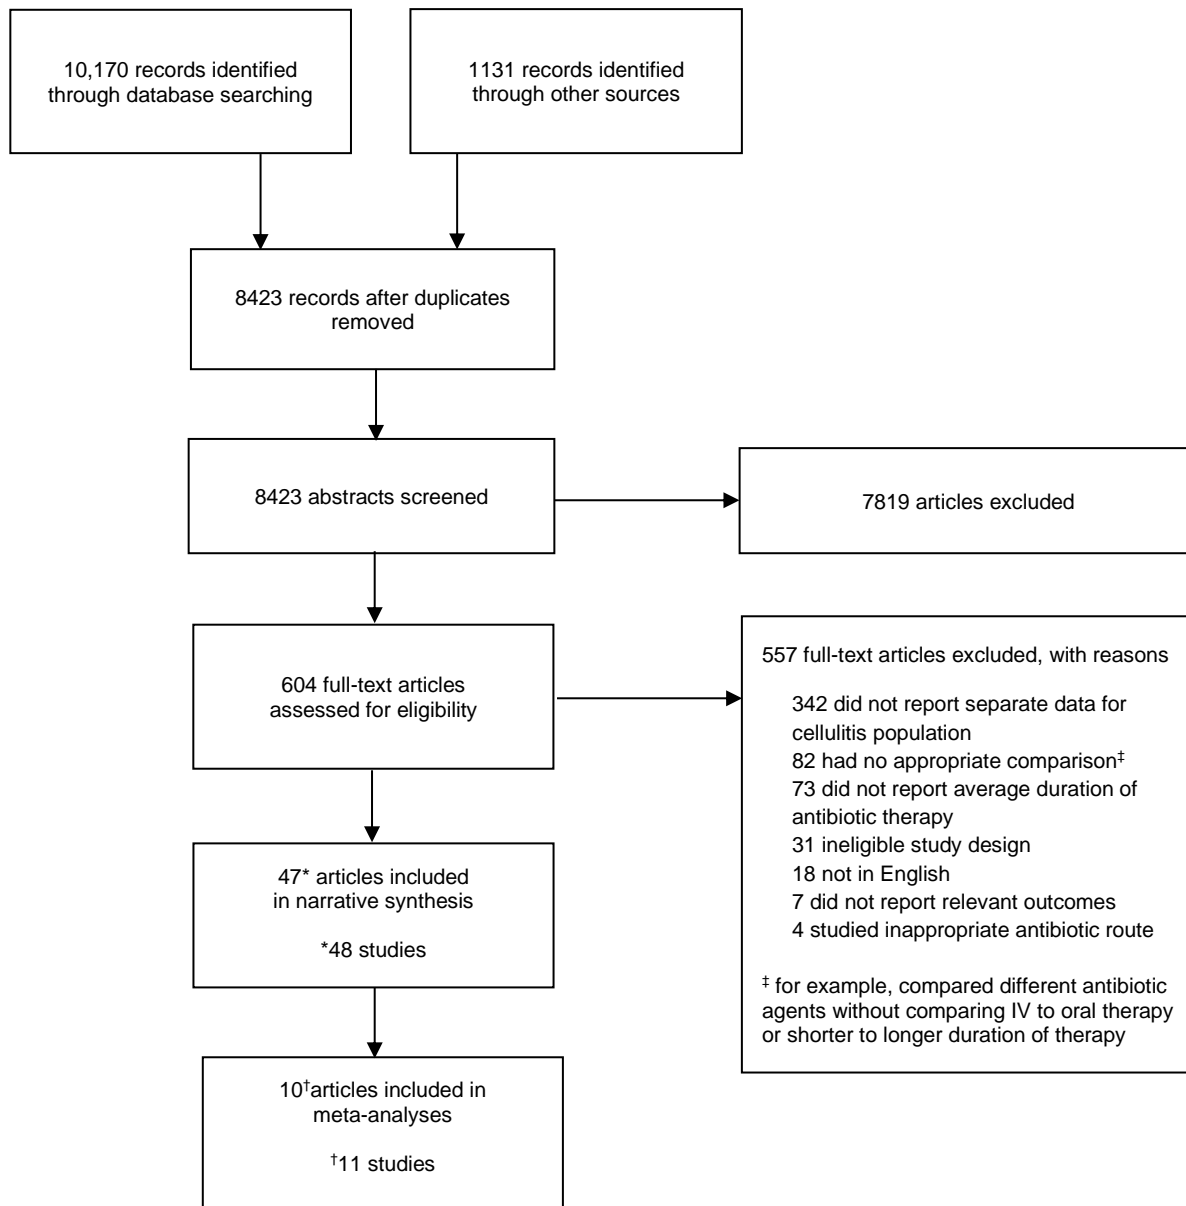 10,170 records identified
through database searching
1131 records identified
through other sources
8423 records after duplicates
removed
8423 abstracts screened
7819 articles excluded
604 full-text articles
assessed for eligibility
557 full-text articles excluded, with reasons
342 did not report separate data for
cellulitis population
82 had no appropriate comparison‡
73 did not report average duration of
antibiotic therapy
31 ineligible study design
18 not in English
7 did not report relevant outcomes
4 studied inappropriate antibiotic route
‡ for example, compared different antibiotic
agents without comparing IV to oral therapy
or shorter to longer duration of therapy
47* articles included
in narrative synthesis
*48 studies
10†articles included in
meta-analyses
†11 studies